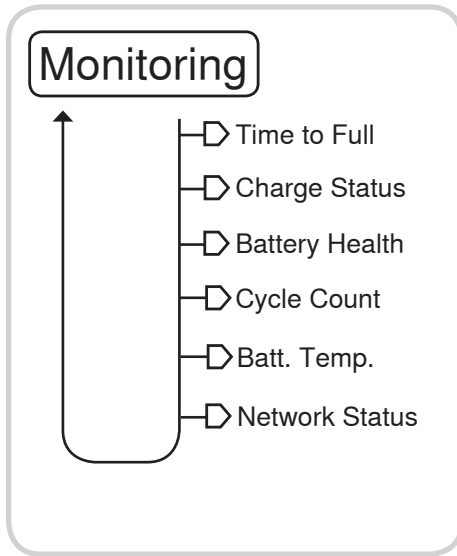 Monitoring
Time to Full
Charge Status
Battery Health
Cycle Count
Batt. Temp.
Network Status